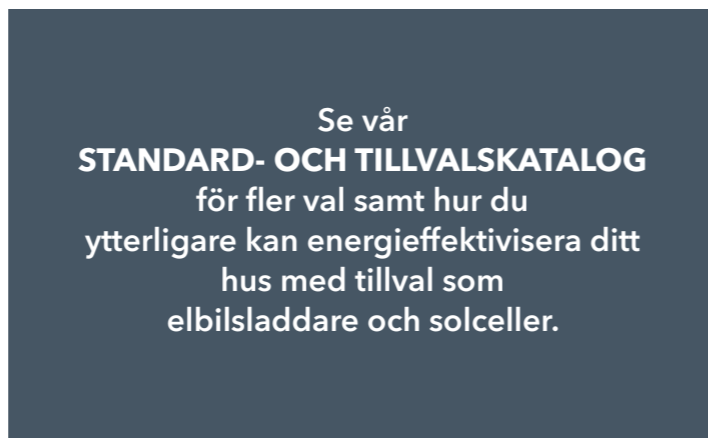 Se vår
STANDARD- OCH TILLVALSKATALOG
för fler val samt hur du
ytterligare kan energieffektivisera ditt
hus med tillval som
elbilsladdare och solceller.